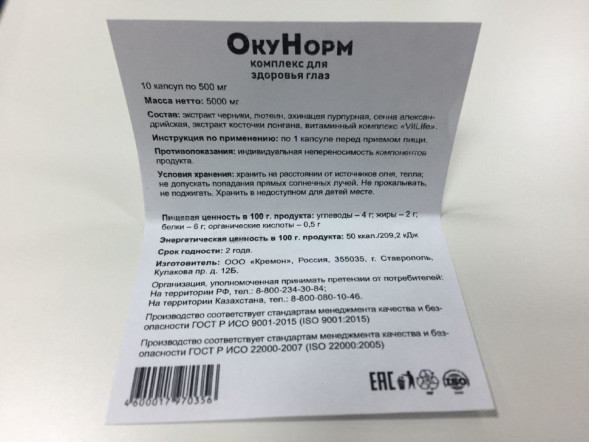 ОкуНорм
комплекс для
здоровья глаз
10 капсул по 500 мг
Масса нетто: 5000 мг
Состав: экстракт черники, лютеин, эхинацея пурпурная, сенна алексан-
дрийская, экстракт косточки лонгана, витаминный комплекс «VitLife».
Инструкция по применению: по 1 капсуле перед приемом пищи.
Противопоказания: индивидуальная непереносимость компонентов
продукта.
Условия хранения: хранить на расстоянии от источников огня, тепла;
не допускать попадания прямых солнечных лучей. Не прокалывать,
не поджигать. Хранить в недоступном для детей месте.
Пищевая ценность в 100 г. продукта: углеводы – 4 г; жиры – 2 г;
белки – 6 г; органические кислоты – 0,5 г
Энергетическая ценность в 100 г. продукта: 50 ккал./209,2 кДж
Срок годности: 2 года.
Изготовитель: ООО «Кремон», Россия, 355035, г. Ставрополь,
Кулакова пр. д. 12Б.
Организация, уполномоченная принимать претензии от потребителей:
На территории РФ, тел.: 8-800-234-30-84;
На территории Казахстана, тел.: 8-800-080-10-46.
Производство соответствует стандартам менеджмента качества и без-
опасности ГОСТ Р ИСО 9001-2015 (ISO 9001:2015)
Производство соответствует стандартам менеджмента качества и без-
опасности ГОСТ Р ИСО 22000-2007 (ISO 22000:2005)
4600017970356
EAC ISO